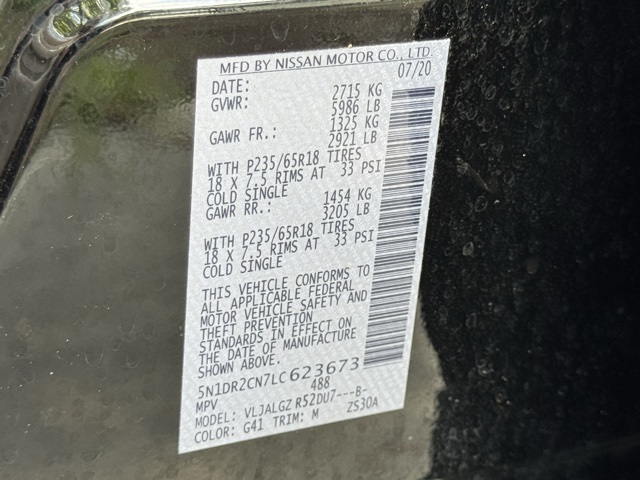 MFD BY NISSAN MOTOR CO., LTD.
DATE: 07/20
GVWR: 2715 KG
5986 LB
GAWR FR.: 1325 KG
2921 LB
WITH P235/65R18 TIRES
18 X 7.5 RIMS AT 33 PSI
COLD SINGLE
GAWR RR.: 1454 KG
3205 LB
WITH P235/65R18 TIRES
18 X 7.5 RIMS AT 33 PSI
COLD SINGLE
THIS VEHICLE CONFORMS TO
ALL APPLICABLE FEDERAL
MOTOR VEHICLE SAFETY AND
THEFT PREVENTION
STANDARDS IN EFFECT ON
THE DATE OF MANUFACTURE
SHOWN ABOVE.
5N1DR2CN7LC623673
MPV 488
MODEL: VLJALGZ R52DU7---B-
COLOR: G41 TRIM: M ZS30A